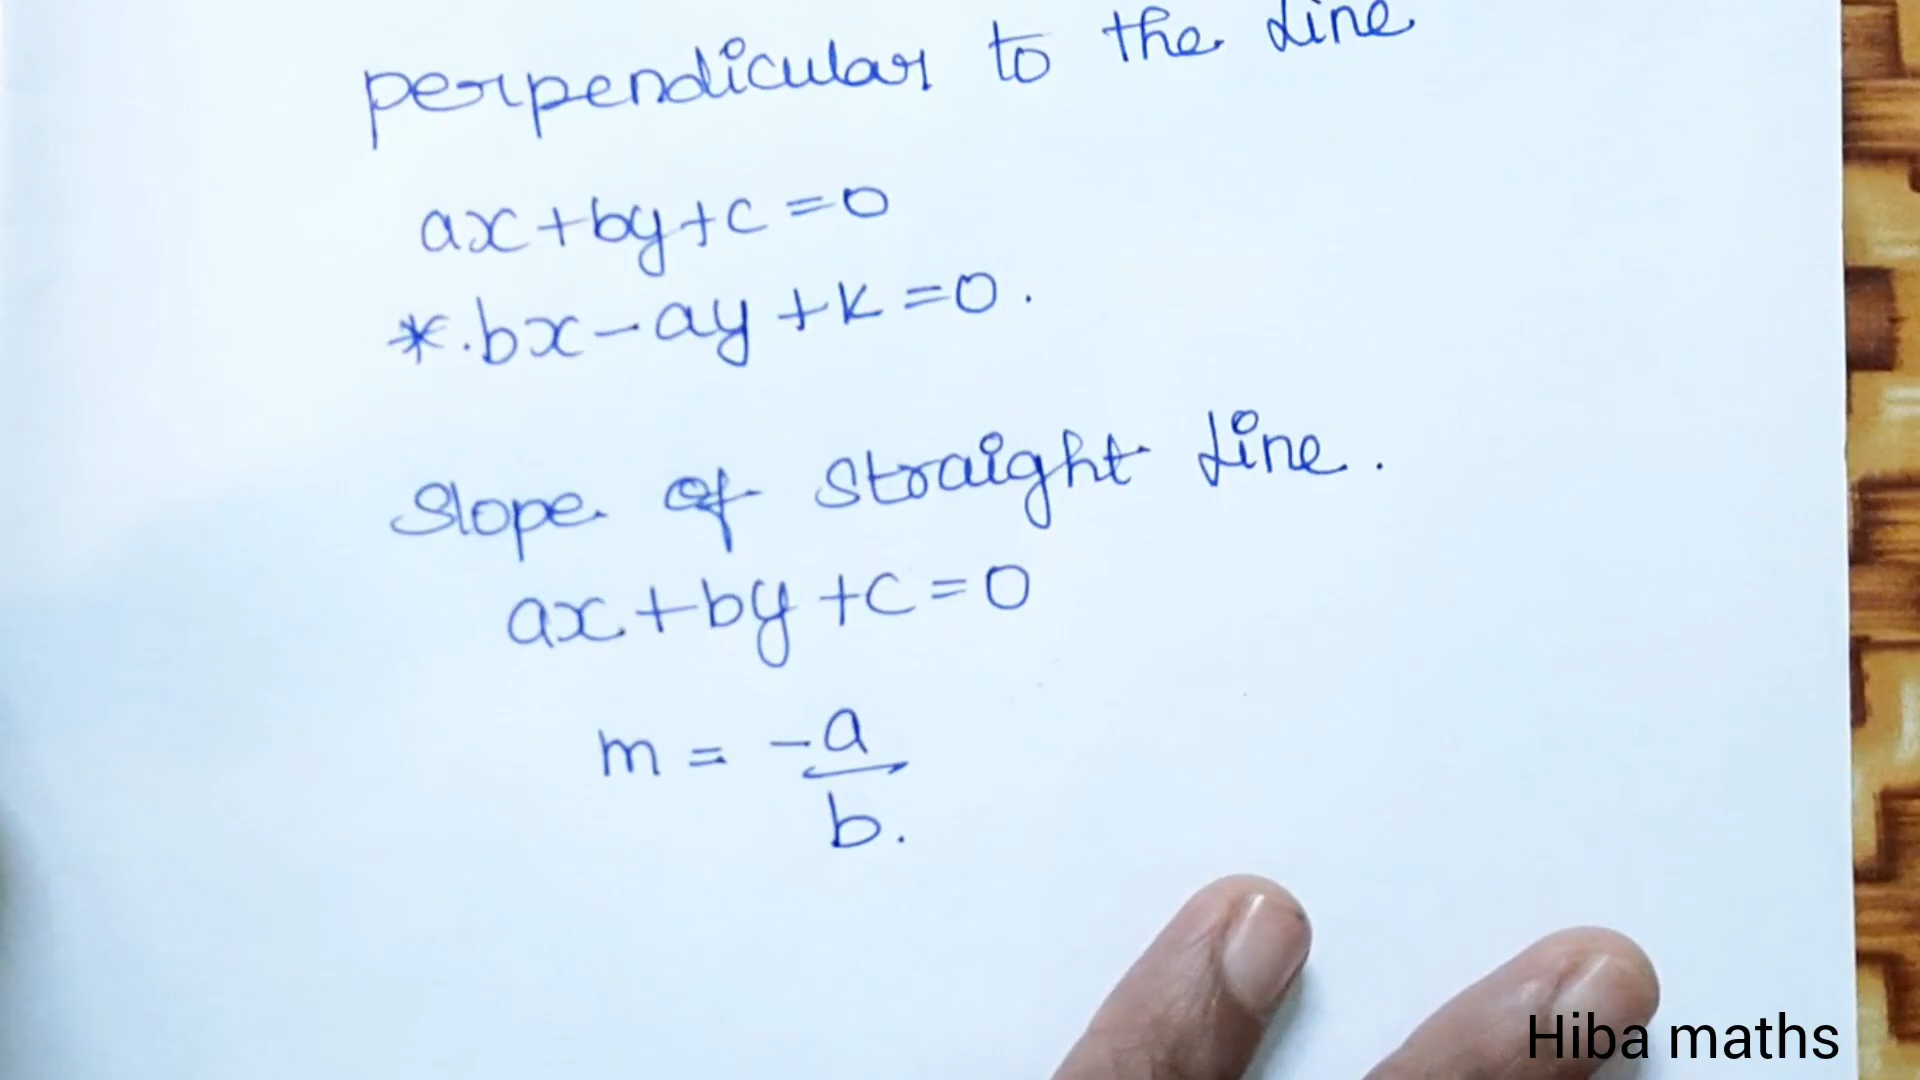 perpendicular to the Line
ax+by+c=0
*.bx-ay+k=0.
Slope of straight Line.
ax+by+c=0
m = -a/b.
Hiba maths